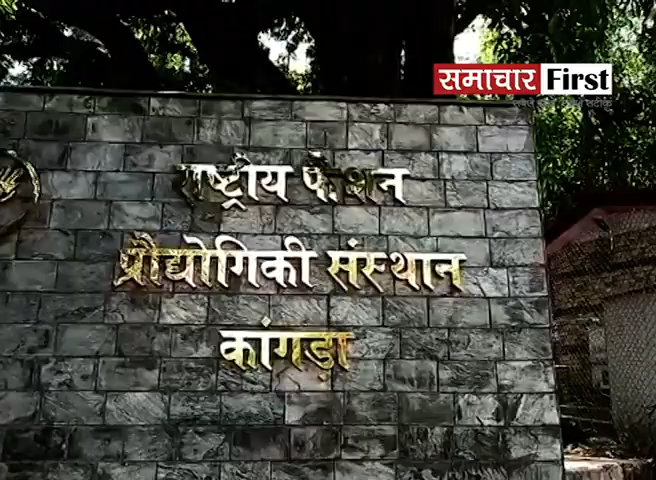 समाचार First
राष्ट्रीय फैशन
प्रौद्योगिकी संस्थान
कांगड़ा